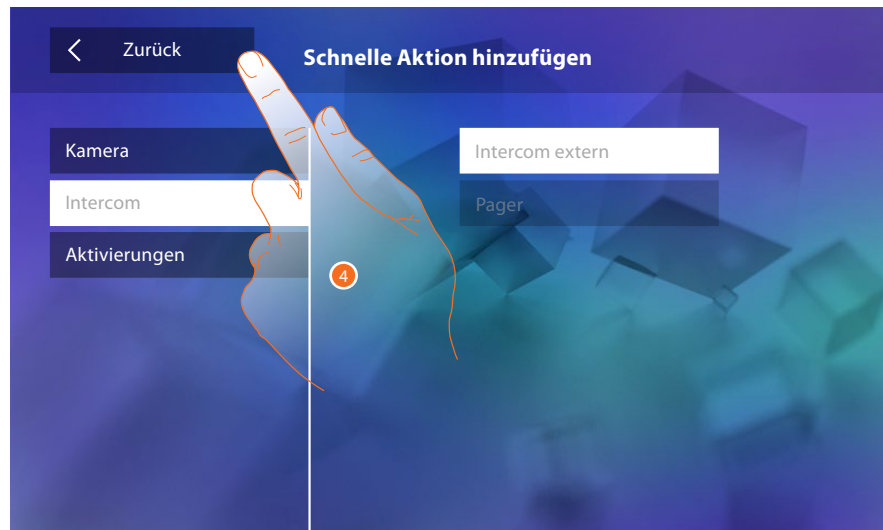 Zurück
Schnelle Aktion hinzufügen
Kamera
Intercom
Aktivierungen
Intercom extern
Pager
4